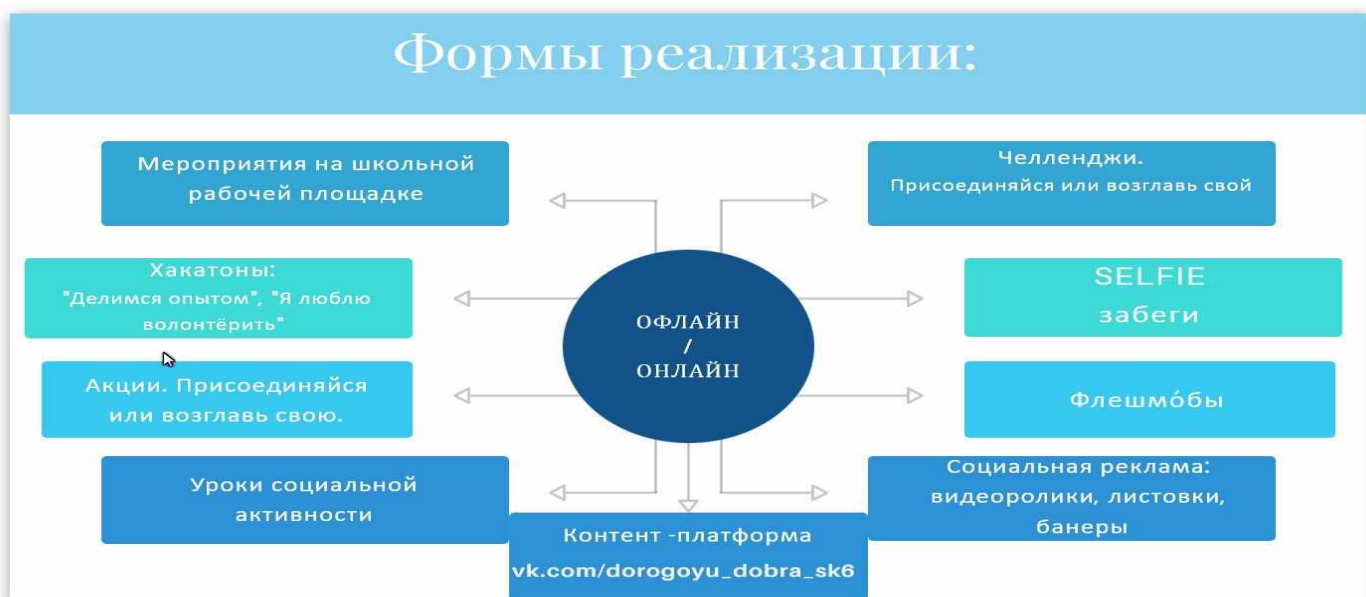 Формы реализации:
Мероприятия на школьной
рабочей площадке
Челленджи.
Присоединяйся или возглавь свой
Хакатоны:
"Делимся опытом", "Я люблю
волонтёрить"
SELFIE
забеги
ОФЛАЙН
/
ОНЛАЙН
Акции. Присоединяйся
или возглавь свою.
Флешмо́бы
Уроки социальной
активности
Социальная реклама:
видеоролики, листовки,
банеры
Контент -платформа
vk.com/dorogoyu_dobra_sk6